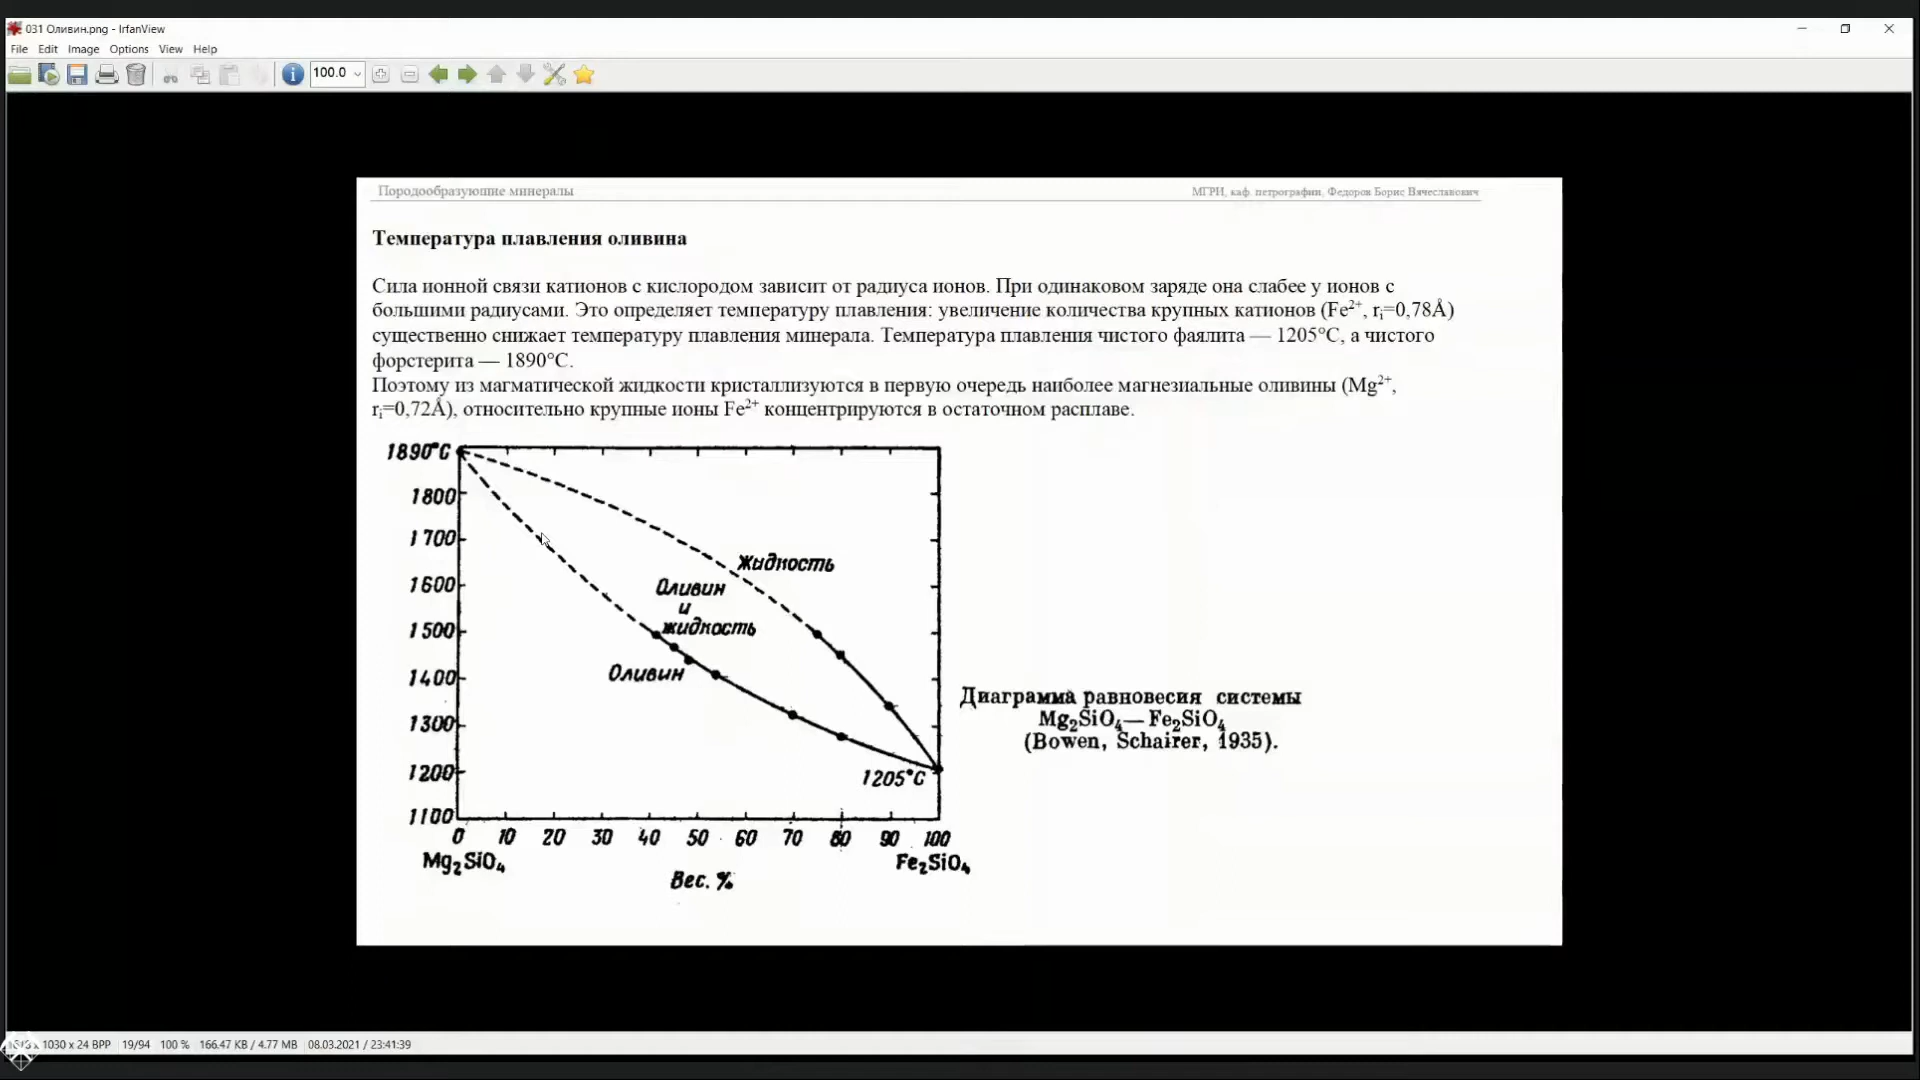 031 Оливин.png - IrfanView
File Edit Image Options View Help
100.0
Породообразующие минералы
МГРИ, каф. петрографии, Федоров Борис Вячеславович
Температура плавления оливина
Сила ионной связи катионов с кислородом зависит от радиуса ионов. При одинаковом заряде она слабее у ионов с
большими радиусами. Это определяет температуру плавления: увеличение количества крупных катионов (Fe²⁺, rᵢ=0,78Å)
существенно снижает температуру плавления минерала. Температура плавления чистого фаялита — 1205°С, а чистого
форстерита — 1890°С.
Поэтому из магматической жидкости кристаллизуются в первую очередь наиболее магнезиальные оливины (Mg²⁺,
rᵢ=0,72Å), относительно крупные ионы Fe²⁺ концентрируются в остаточном расплаве.
1890°С
1800
1700
1600
1500
1400
1300
1200
1100
Жидкость
Оливин
и
жидкость
Оливин
1205°С
0 10 20 30 40 50 60 70 80 90 100
Mg₂SiO₄
Fe₂SiO₄
Вес. %
Диаграмма равновесия системы
Mg₂SiO₄— Fe₂SiO₄
(Bowen, Schairer, 1935).
x 1030 x 24 BPP 19/94 100 % 166.47 KB / 4.77 MB 08.03.2021 / 23:41:39